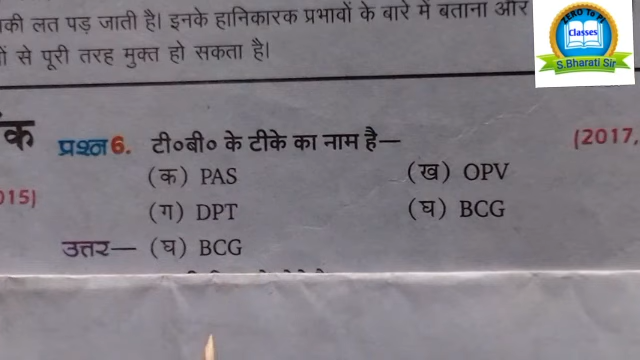 की लत पड़ जाती है। इनके हानिकारक प्रभावों के बारे में बताना और
से पूरी तरह मुक्त हो सकता है।
ZERO To
Classes
S.Bharati Sir
क
प्रश्न 6. टी०बी० के टीके का नाम है— (2017,
(क) PAS (ख) OPV
015)
(ग) DPT (घ) BCG
उत्तर— (घ) BCG